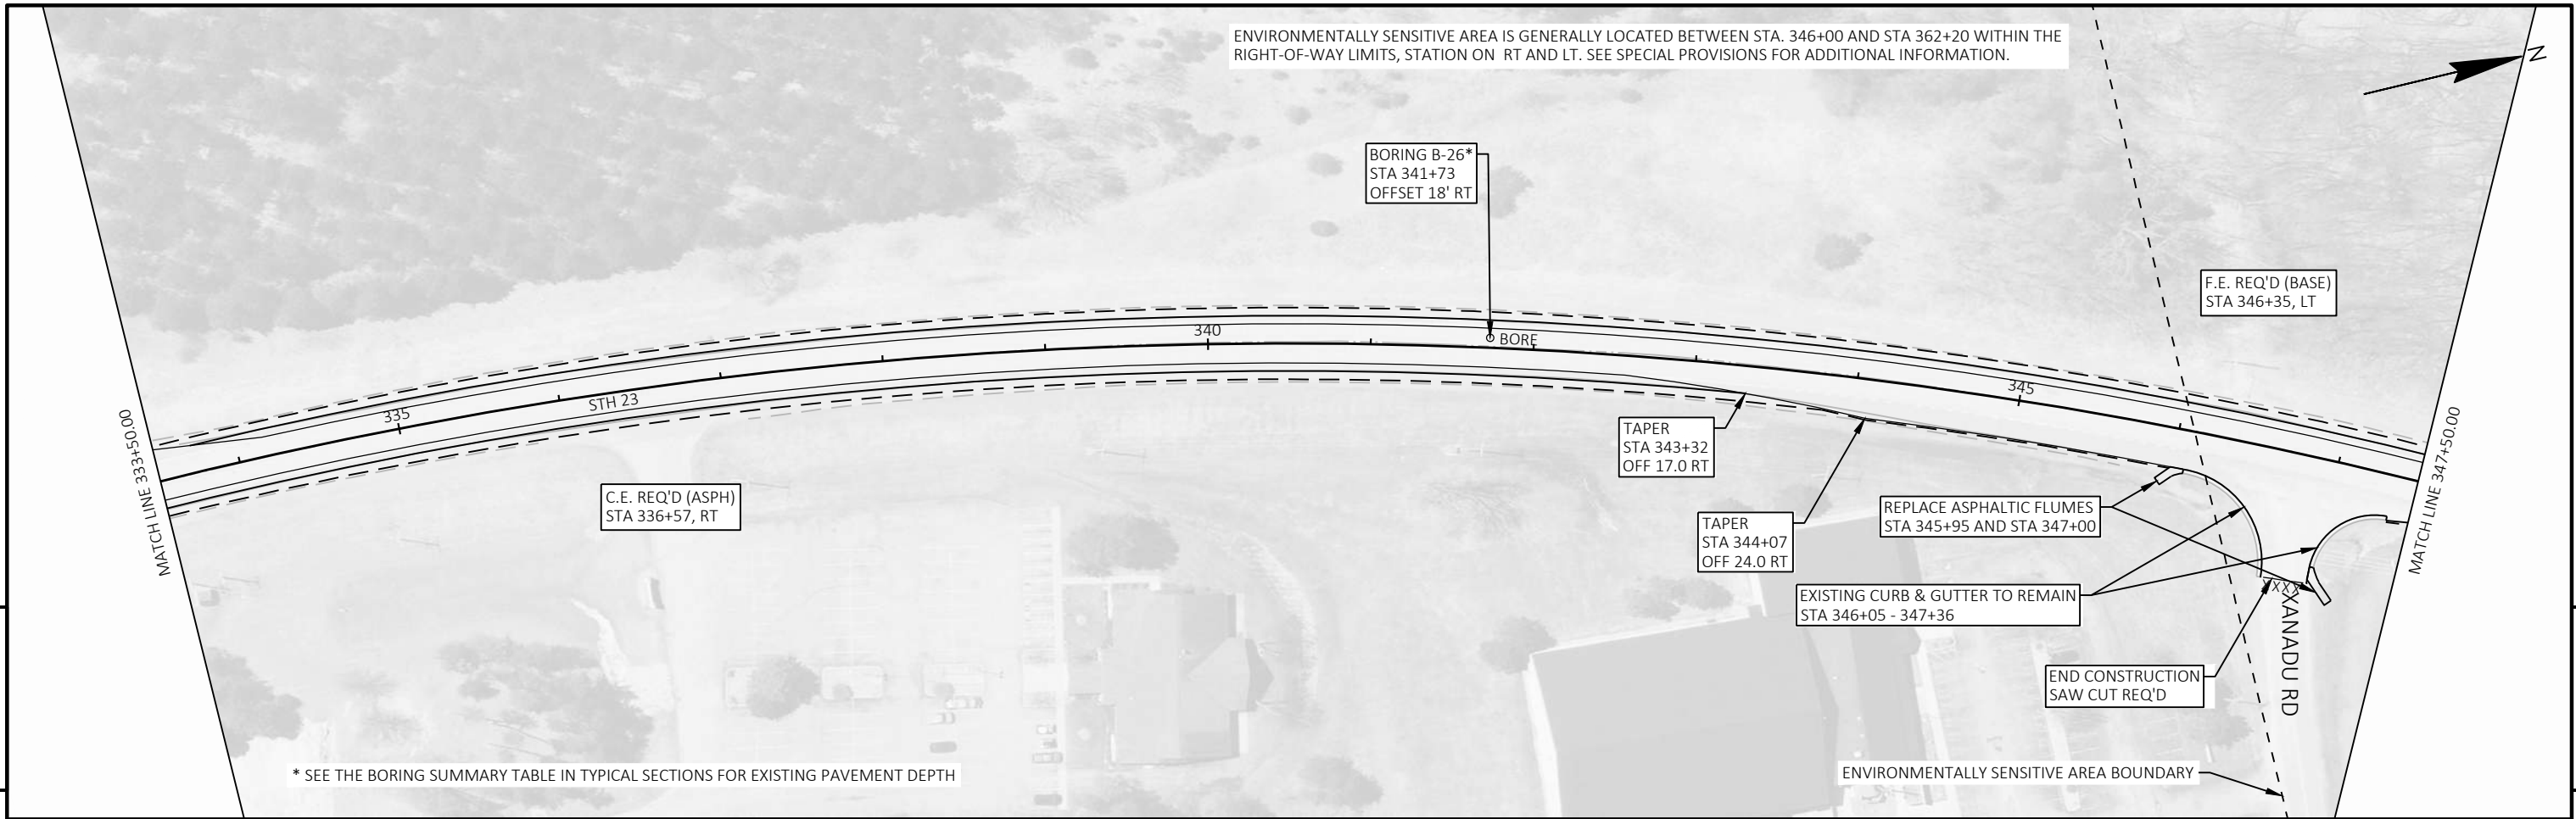 ENVIRONMENTALLY SENSITIVE AREA IS GENERALLY LOCATED BETWEEN STA. 346+00 AND STA 362+20 WITHIN THE
RIGHT-OF-WAY LIMITS, STATION ON RT AND LT. SEE SPECIAL PROVISIONS FOR ADDITIONAL INFORMATION.
N
BORING B-26*
STA 341+73
OFFSET 18' RT
F.E. REQ'D (BASE)
STA 346+35, LT
340
BORE
335
STH 23
345
MATCH LINE 333+50.00
MATCH LINE 347+50.00
TAPER
STA 343+32
OFF 17.0 RT
C.E. REQ'D (ASPH)
STA 336+57, RT
TAPER
STA 344+07
OFF 24.0 RT
REPLACE ASPHALTIC FLUMES
STA 345+95 AND STA 347+00
EXISTING CURB & GUTTER TO REMAIN
STA 346+05 - 347+36
XXXX
XANADU RD
END CONSTRUCTION
SAW CUT REQ'D
* SEE THE BORING SUMMARY TABLE IN TYPICAL SECTIONS FOR EXISTING PAVEMENT DEPTH
ENVIRONMENTALLY SENSITIVE AREA BOUNDARY